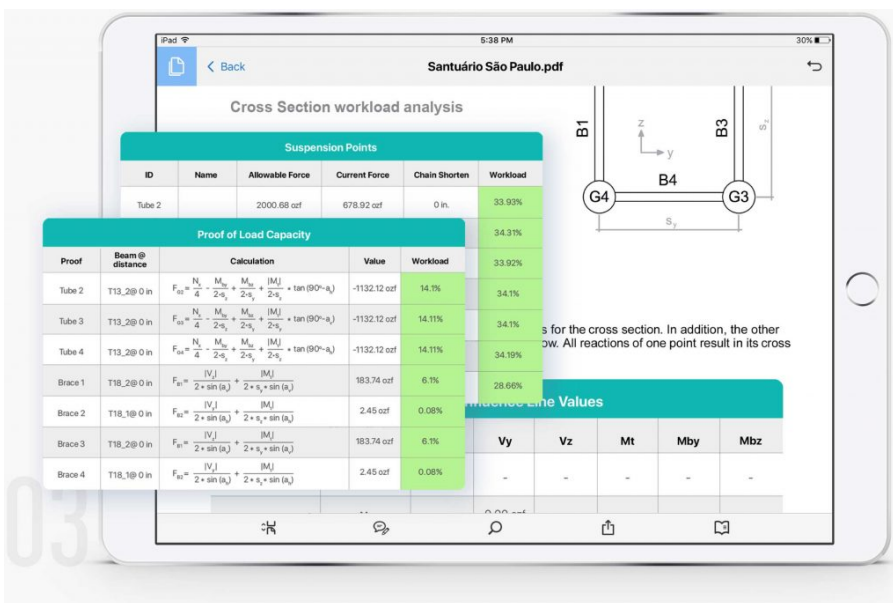 iPad
5:38 PM
30%
Back
Santuário São Paulo.pdf
Cross Section workload analysis
B1
z
y
B3
s_z
B4
G4
G3
s_y
Suspension Points
ID Name Allowable Force Current Force Chain Shorten Workload
Tube 2 2000.68 ozf 678.92 ozf 0 in. 33.93%
34.31%
33.92%
34.1%
34.1%
34.19%
28.66%
Proof of Load Capacity
Proof Beam @ distance Calculation Value Workload
Tube 2 T13_2@ 0 in -1132.12 ozf 14.1%
Tube 3 T13_2@ 0 in -1132.12 ozf 14.11%
Tube 4 T13_2@ 0 in -1132.12 ozf 14.11%
Brace 1 T18_2@ 0 in 183.74 ozf 6.1%
Brace 2 T18_1@ 0 in 2.45 ozf 0.08%
Brace 3 T18_2@ 0 in 183.74 ozf 6.1%
Brace 4 T18_1@ 0 in 2.45 ozf 0.08%
s for the cross section. In addition, the other
ow. All reactions of one point result in its cross
ine Values
Vy Vz Mt Mby Mbz
- - - - -
03